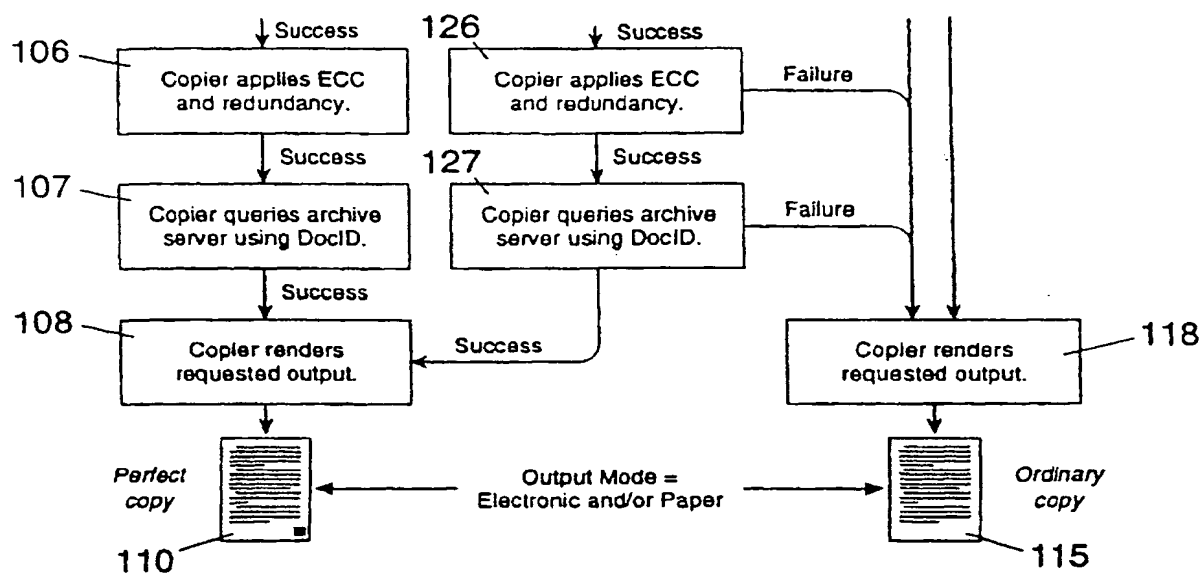 Success
Success
106
126
Copier applies ECC
and redundancy.
Copier applies ECC
and redundancy.
Failure
Success
Success
107
127
Copier queries archive
server using DocID.
Copier queries archive
server using DocID.
Failure
Success
108
Copier renders
requested output.
Success
Copier renders
requested output.
118
Perfect
copy
Output Mode =
Electronic and/or Paper
Ordinary
copy
110
115